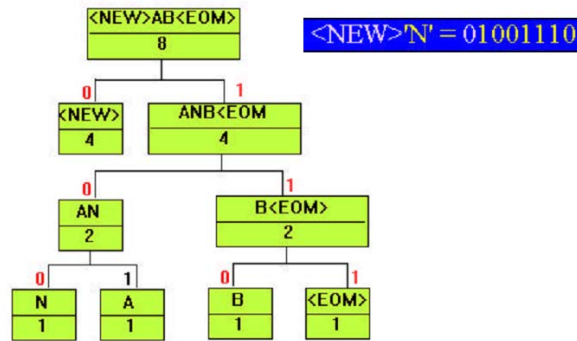 <NEW>AB<EOM>
8
<NEW>'N' = 01001110
0
1
<NEW>
4
ANB<EOM
4
0
1
AN
2
B<EOM>
2
0
1
0
1
N
1
A
1
B
1
<EOM>
1